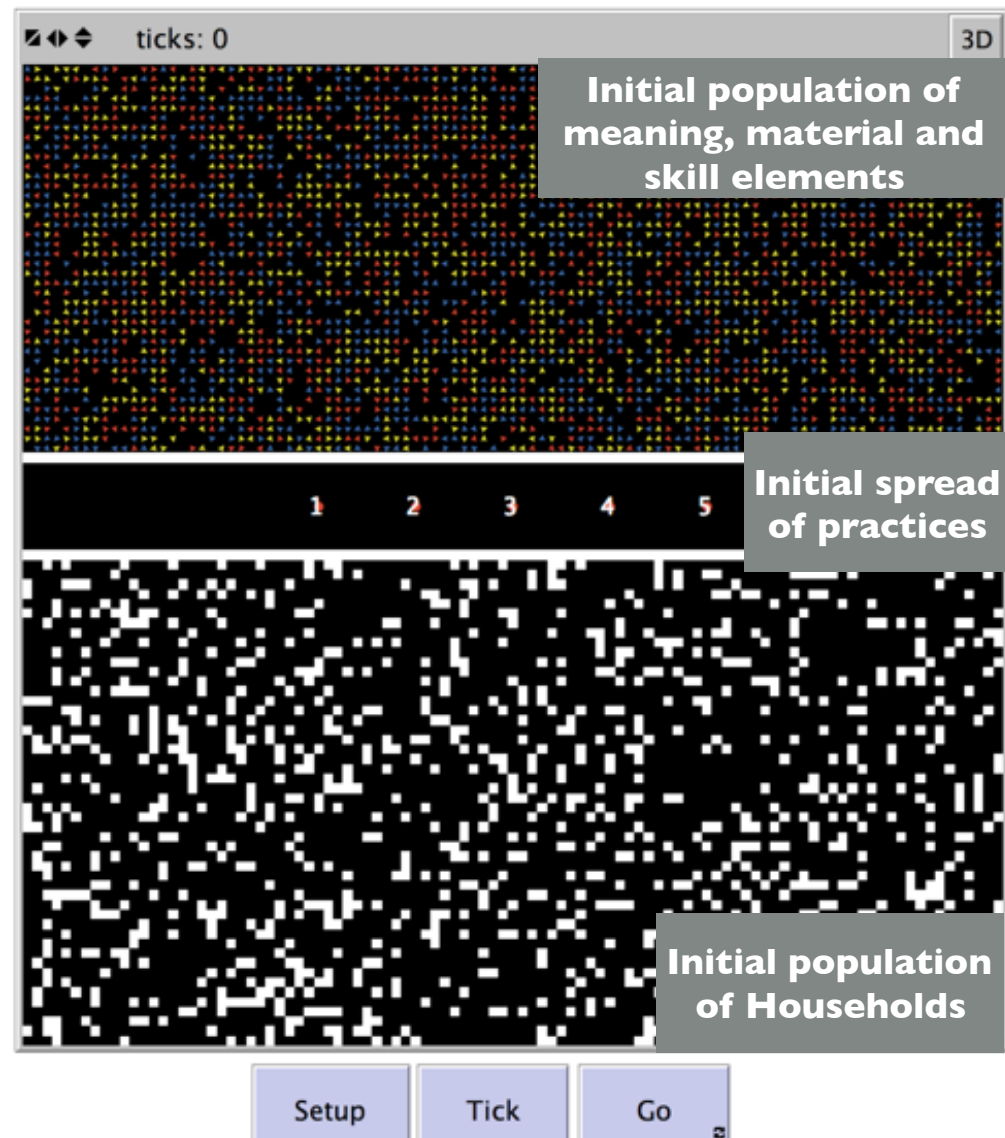 ticks: 0
3D
Initial population of
meaning, material and
skill elements
1 2 3 4 5
Initial spread
of practices
Initial population
of Households
Setup
Tick
Go